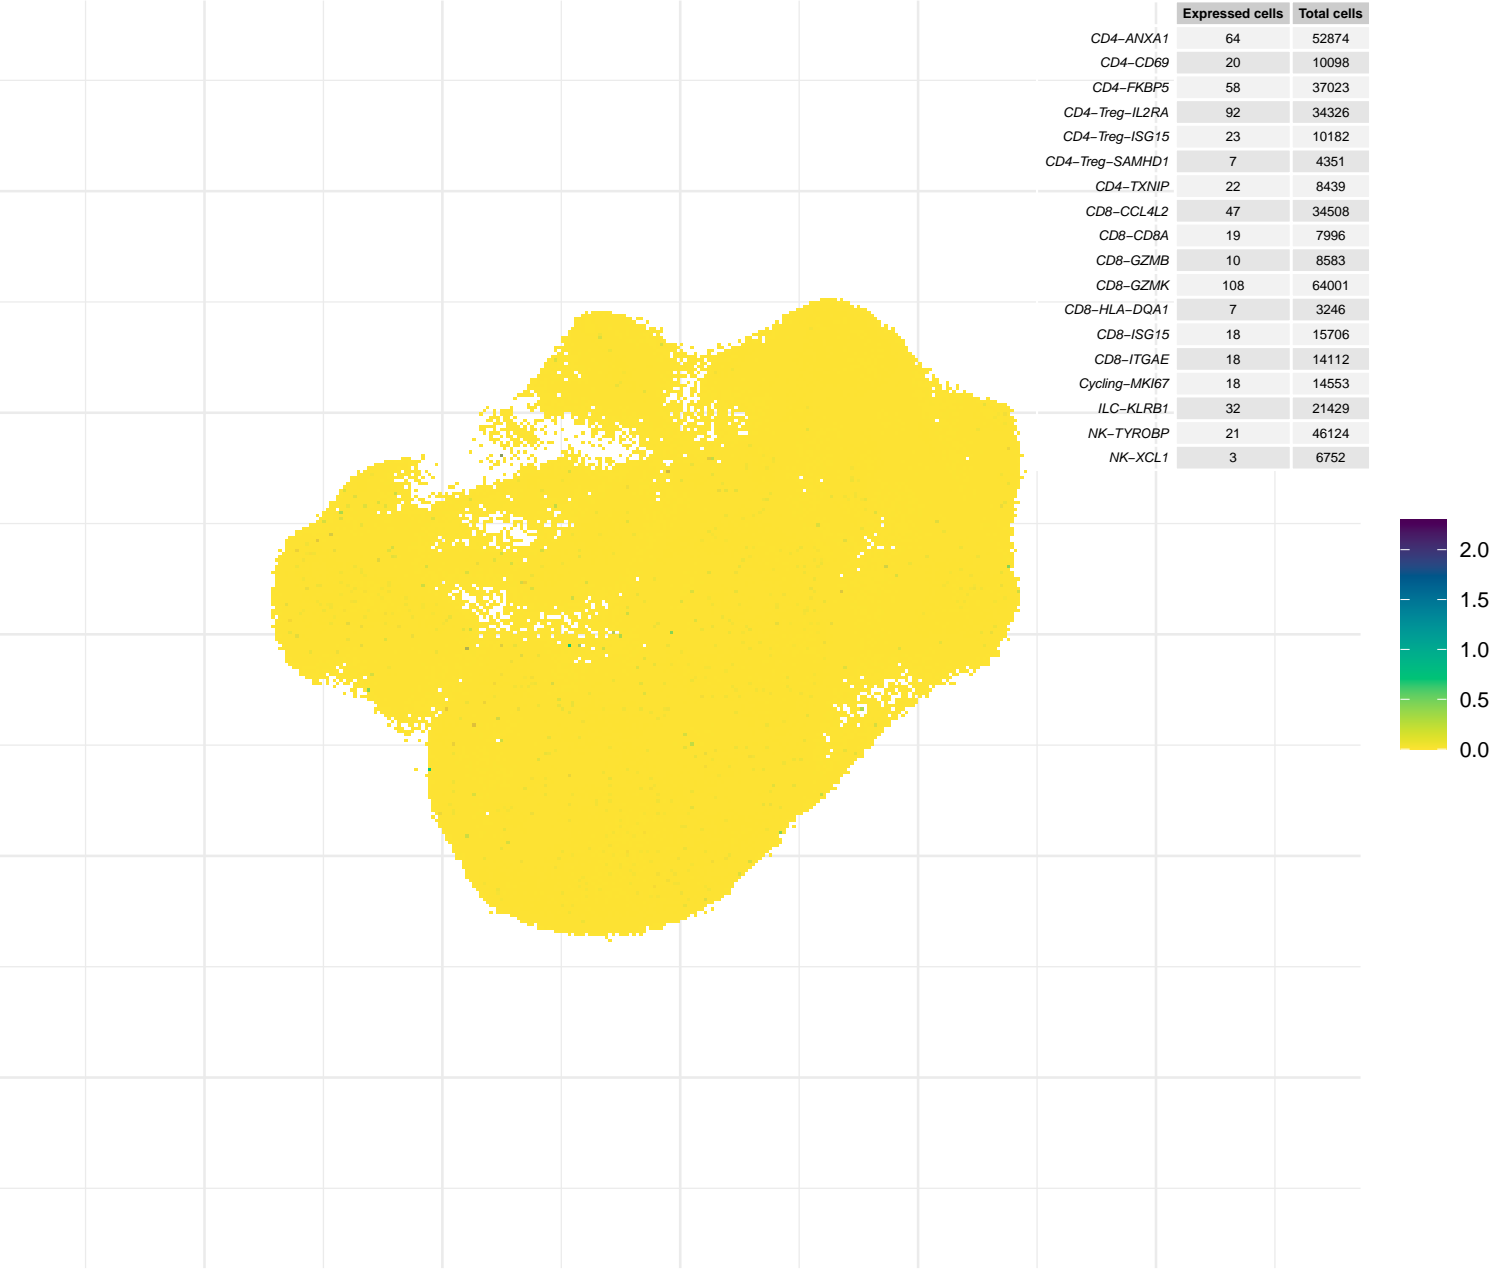 Expressed cells Total cells
CD4−ANXA1 64 52874
CD4−CD69 20 10098
CD4−FKBP5 58 37023
CD4−Treg−IL2RA 92 34326
CD4−Treg−ISG15 23 10182
CD4−Treg−SAMHD1 7 4351
CD4−TXNIP 22 8439
CD8−CCL4L2 47 34508
CD8−CD8A 19 7996
CD8−GZMB 10 8583
CD8−GZMK 108 64001
CD8−HLA−DQA1 7 3246
CD8−ISG15 18 15706
CD8−ITGAE 18 14112
Cycling−MKI67 18 14553
ILC−KLRB1 32 21429
NK−TYROBP 21 46124
NK−XCL1 3 6752
2.0
1.5
1.0
0.5
0.0